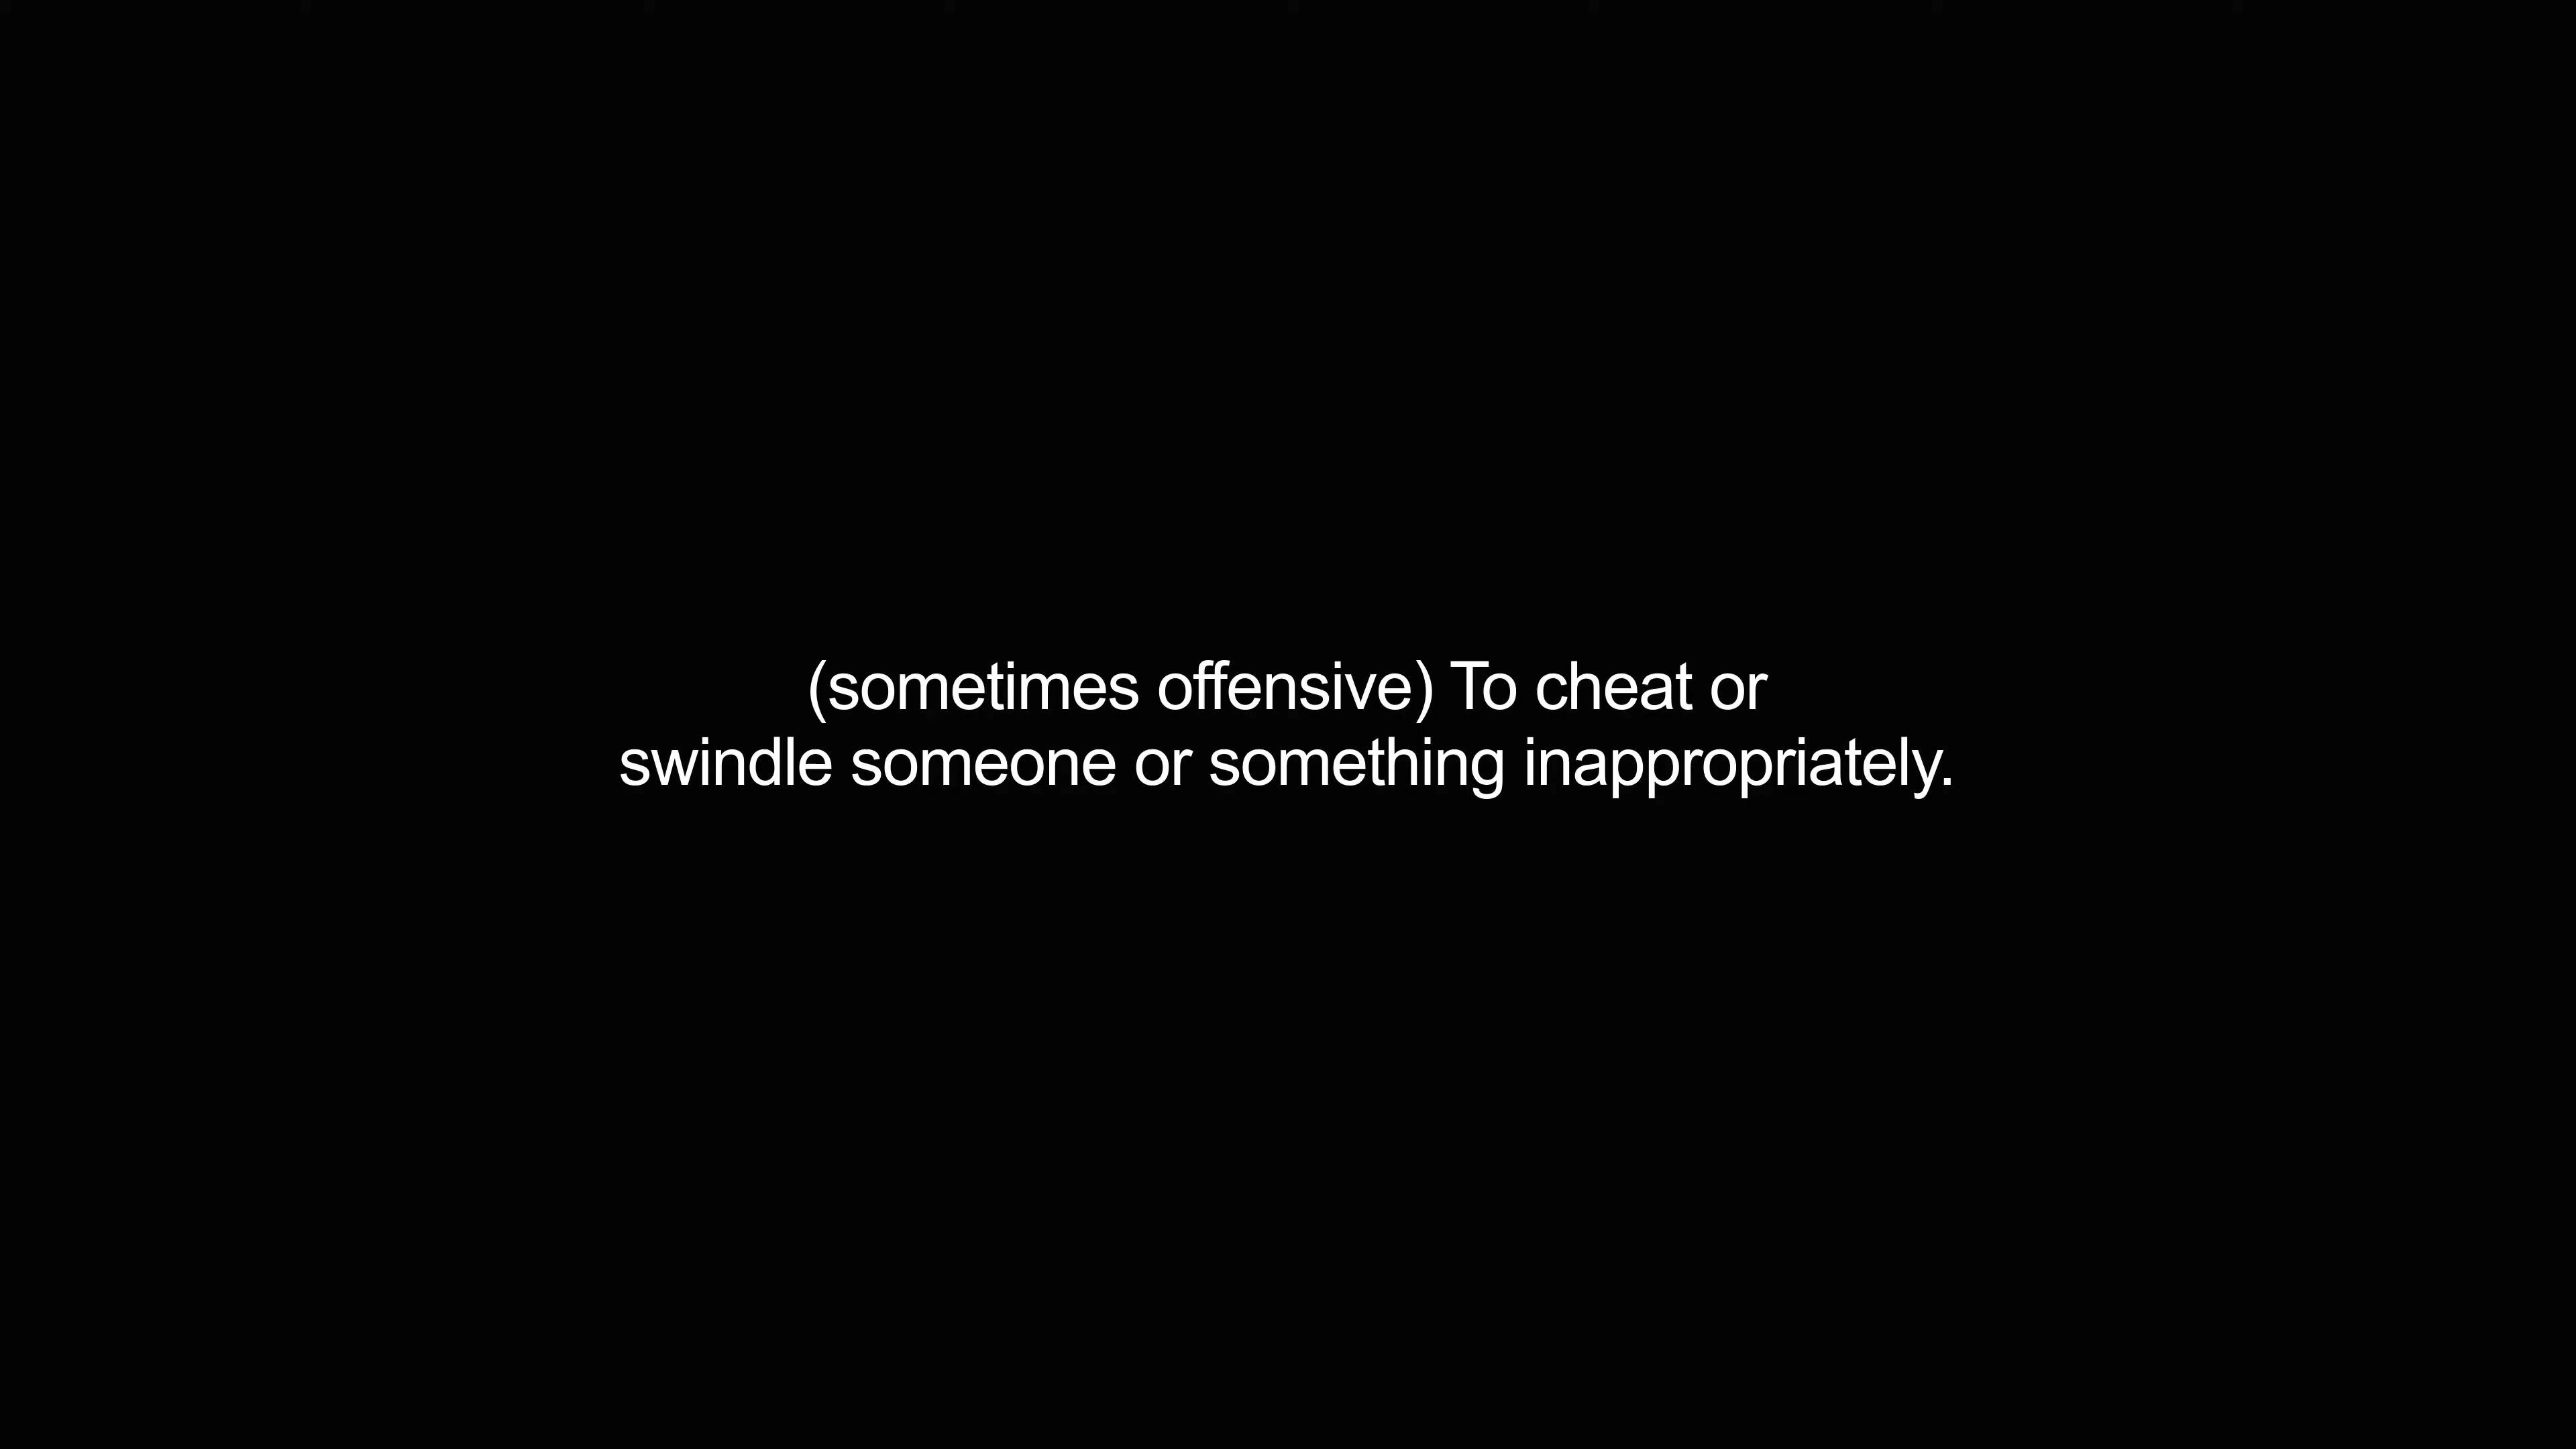 (sometimes offensive) To cheat or
swindle someone or something inappropriately.